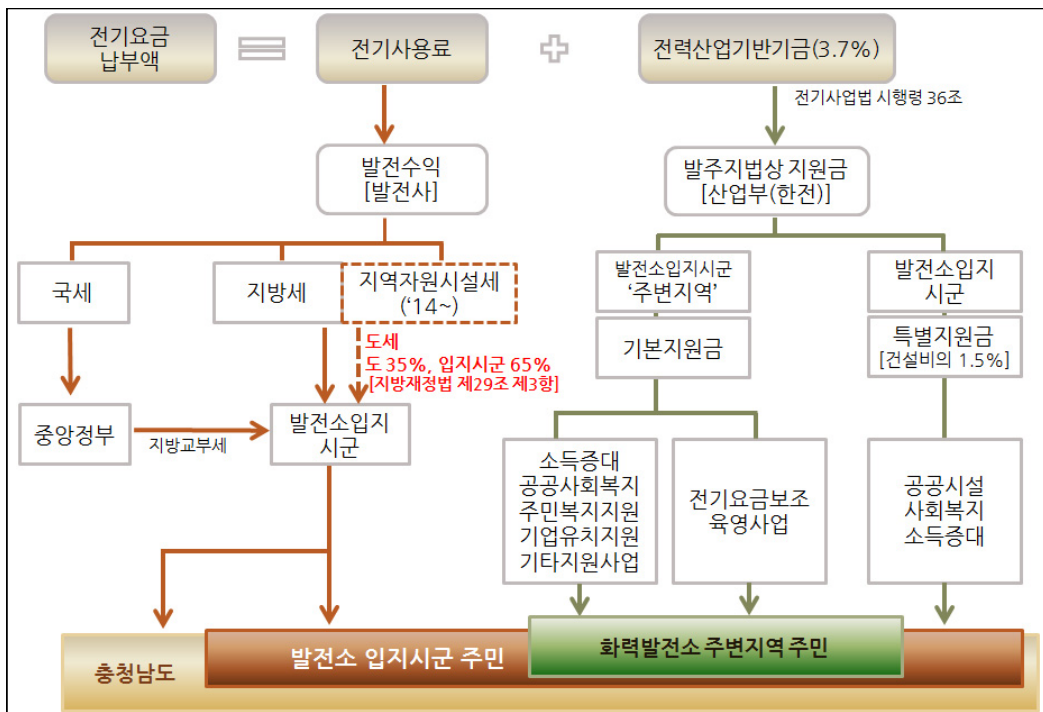 전기요금
납부액
전기사용료
전력산업기반기금(3.7%)
전기사업법 시행령 36조
발전수익
[발전사]
발주지법상 지원금
[산업부(한전)]
국세
지방세
지역자원시설세
(‘14~)
발전소입지시군
‘주변지역’
발전소입지
시군
도세
도 35%, 입지시군 65%
[지방재정법 제29조 제3항]
기본지원금
특별지원금
[건설비의 1.5%]
중앙정부
지방교부세
발전소입지
시군
소득증대
공공사회복지
주민복지지원
기업유치지원
기타지원사업
전기요금보조
육영사업
공공시설
사회복지
소득증대
충청남도
발전소 입지시군 주민
화력발전소 주변지역 주민